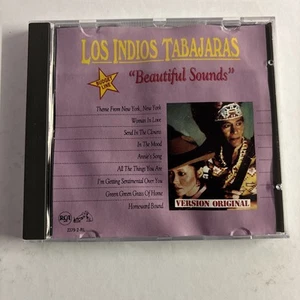 LOS INDIOS TABAJARAS
"Beautiful Sounds"
Theme From New York, New York
Woman In Love
Send In The Clowns
In The Mood
Annie's Song
All The Things You Are
I'm Getting Sentimental Over You
Green Green Grass Of Home
Homeward Bound
VERSION ORIGINAL
RCA